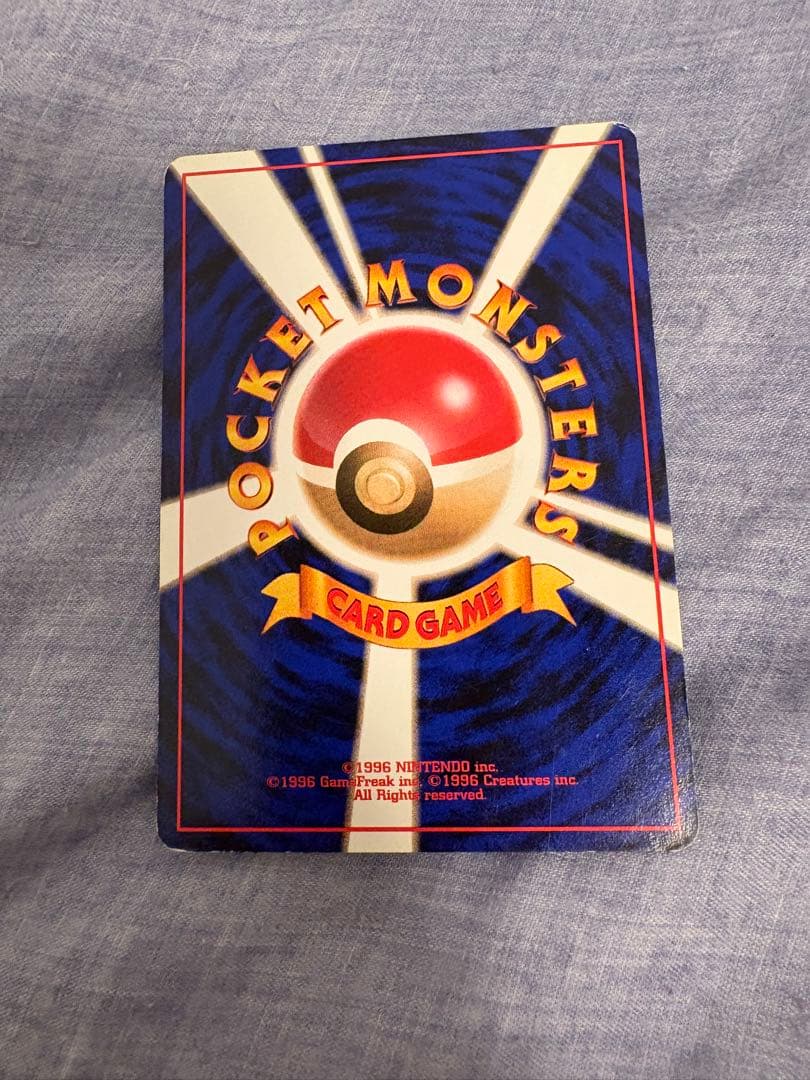 POCKET MONSTERS
CARD GAME
©1996 NINTENDO inc.
©1996 GameFreak inc. ©1996 Creatures inc.
All Rights reserved.